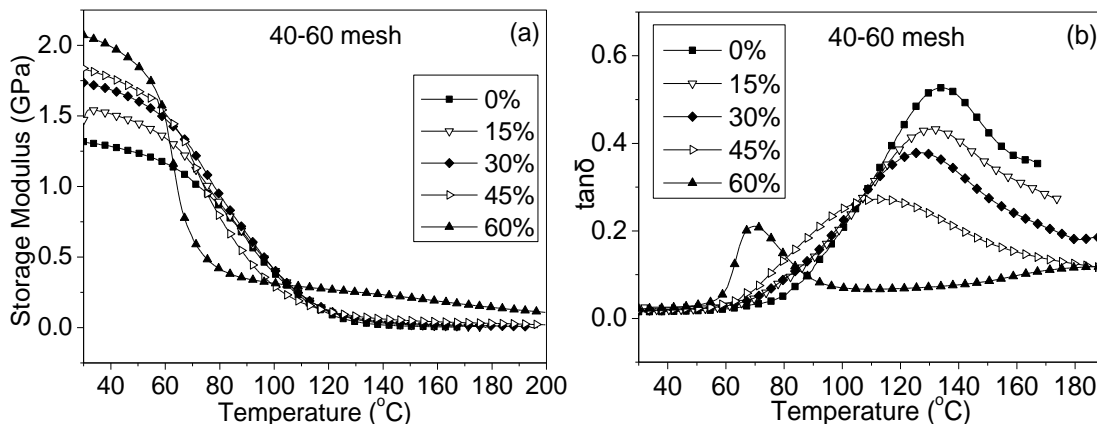 40-60 mesh
(a)
0%
15%
30%
45%
60%
Storage Modulus (GPa)
2.0
1.5
1.0
0.5
0.0
40 60 80 100 120 140 160 180 200
Temperature (°C)
40-60 mesh
(b)
0%
15%
30%
45%
60%
tanδ
0.6
0.4
0.2
0.0
40 60 80 100 120 140 160 180
Temperature (°C)